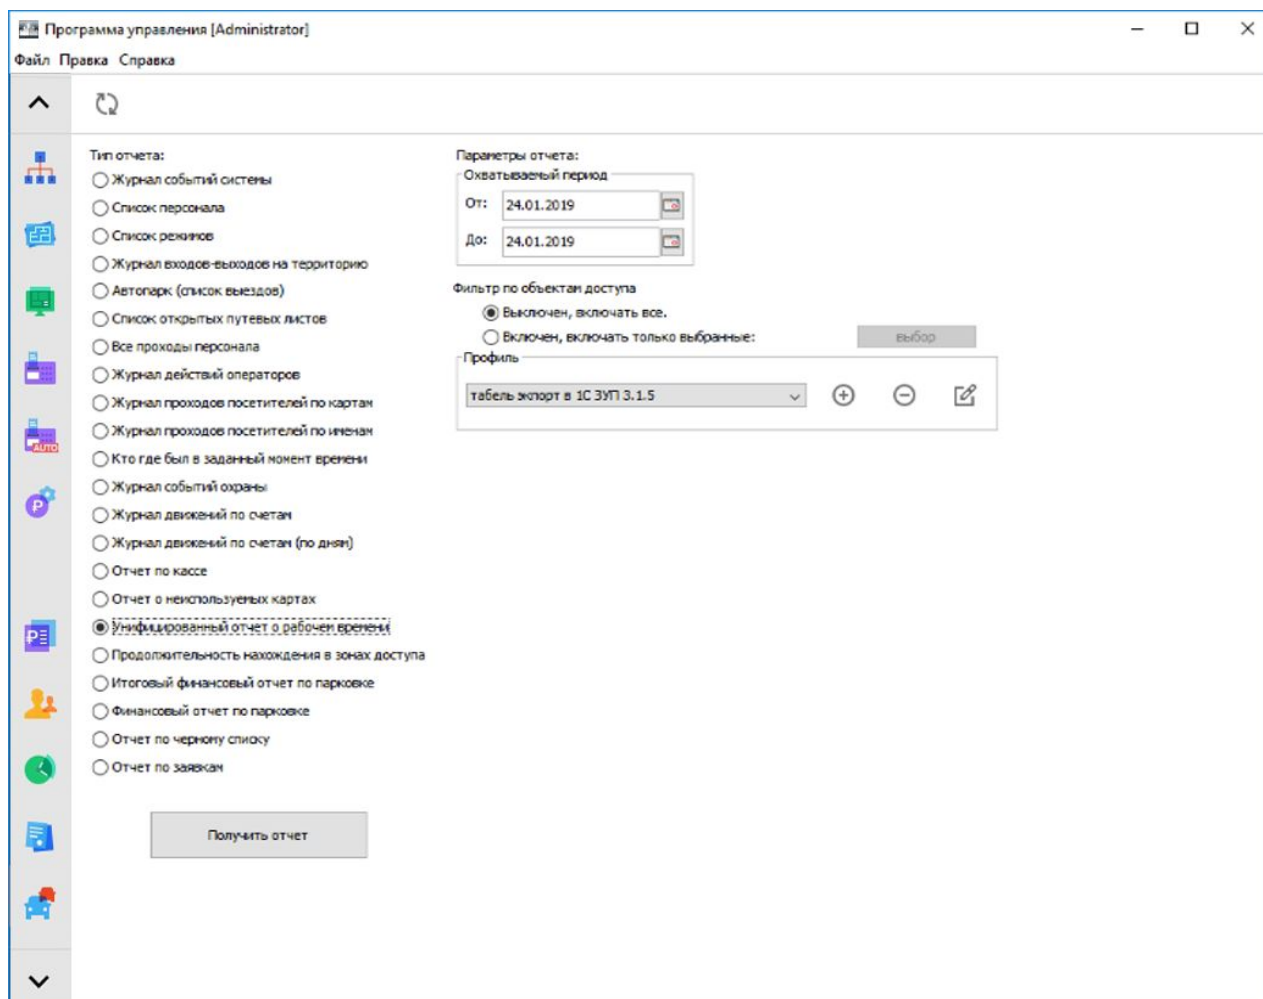 Программа управления [Administrator]
Файл Правка Справка
Тип отчета:
Журнал событий системы
Список персонала
Список режимов
Журнал входов-выходов на территорию
Автопарк (список выездов)
Список открытых путевых листов
Все проходы персонала
Журнал действий операторов
Журнал проходов посетителей по картам
Журнал проходов посетителей по именам
Кто где был в заданный момент времени
Журнал событий охраны
Журнал движений по счетам
Журнал движений по счетам (по дням)
Отчет по кассе
Отчет о неиспользуемых картах
Унифицированный отчет о рабочем времени
Продолжительность нахождения в зонах доступа
Итоговый финансовый отчет по парковке
Финансовый отчет по парковке
Отчет по черному списку
Отчет по заявкам
Получить отчет
Параметры отчета:
Охватываемый период
От: 24.01.2019
До: 24.01.2019
Фильтр по объектам доступа
Выключен, включать все.
Включен, включать только выбранные: выбор
Профиль
табель экспорт в 1С ЗУП 3.1.5
AUTO